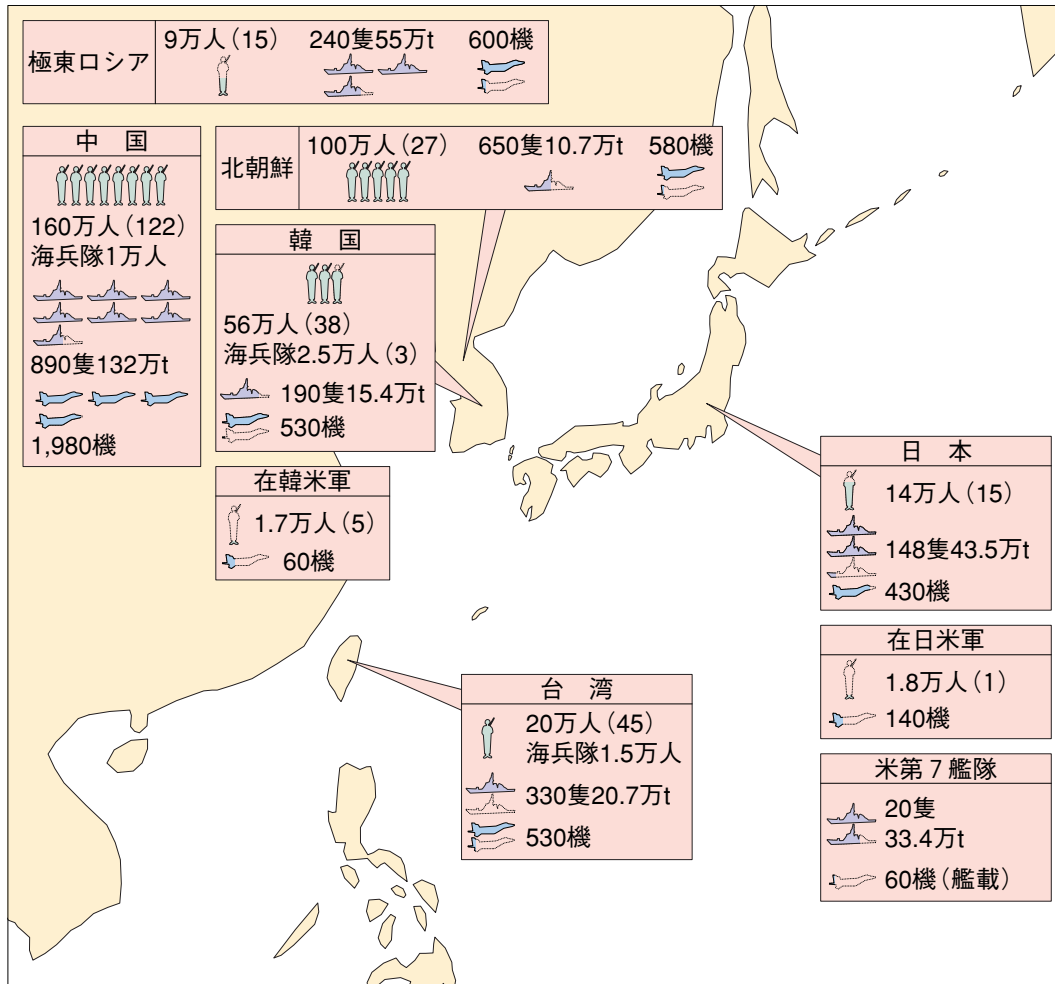 極東ロシア
9万人(15) 240隻55万t 600機
中 国
160万人(122)
海兵隊1万人
890隻132万t
1,980機
北朝鮮
100万人(27) 650隻10.7万t 580機
韓 国
56万人(38)
海兵隊2.5万人(3)
190隻15.4万t
530機
在韓米軍
1.7万人(5)
60機
日 本
14万人(15)
148隻43.5万t
430機
在日米軍
1.8万人(1)
140機
台 湾
20万人(45)
海兵隊1.5万人
330隻20.7万t
530機
米第7艦隊
20隻
33.4万t
60機(艦載)